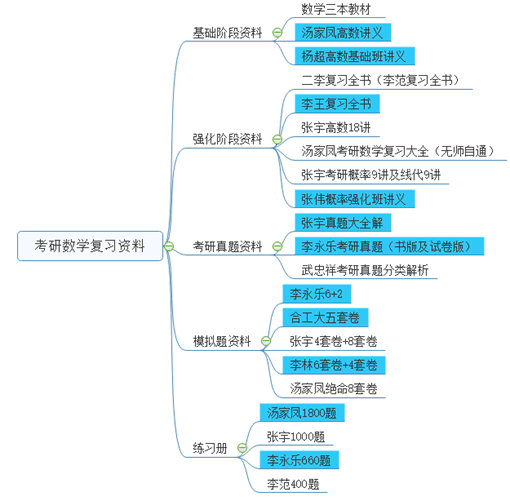 数学三本教材
基础阶段资料
汤家凤高数讲义
杨超高数基础班讲义
二李复习全书（李范复习全书）
李王复习全书
强化阶段资料
张宇高数18讲
汤家凤考研数学复习大全（无师自通）
张宇考研概率9讲及线代9讲
张伟概率强化班讲义
张宇真题大全解
考研数学复习资料
考研真题资料
李永乐考研真题（书版及试卷版）
武忠祥考研真题分类解析
李永乐6+2
合工大五套卷
模拟题资料
张宇4套卷+8套卷
李林6套卷+4套卷
汤家凤绝命8套卷
汤家凤1800题
练习册
张宇1000题
李永乐660题
李范400题